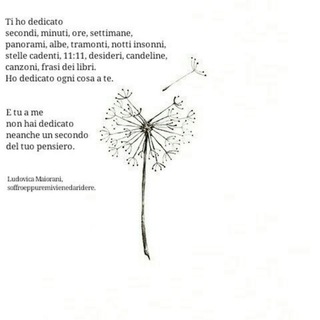 Ti ho dedicato
secondi, minuti, ore, settimane,
panorami, albe, tramonti, notti insonni,
stelle cadenti, 11:11, desideri, candeline,
canzoni, frasi dei libri.
Ho dedicato ogni cosa a te.
E tu a me
non hai dedicato
neanche un secondo
del tuo pensiero.
Ludovica Maiorani,
soffroeppuremivienedaridere.